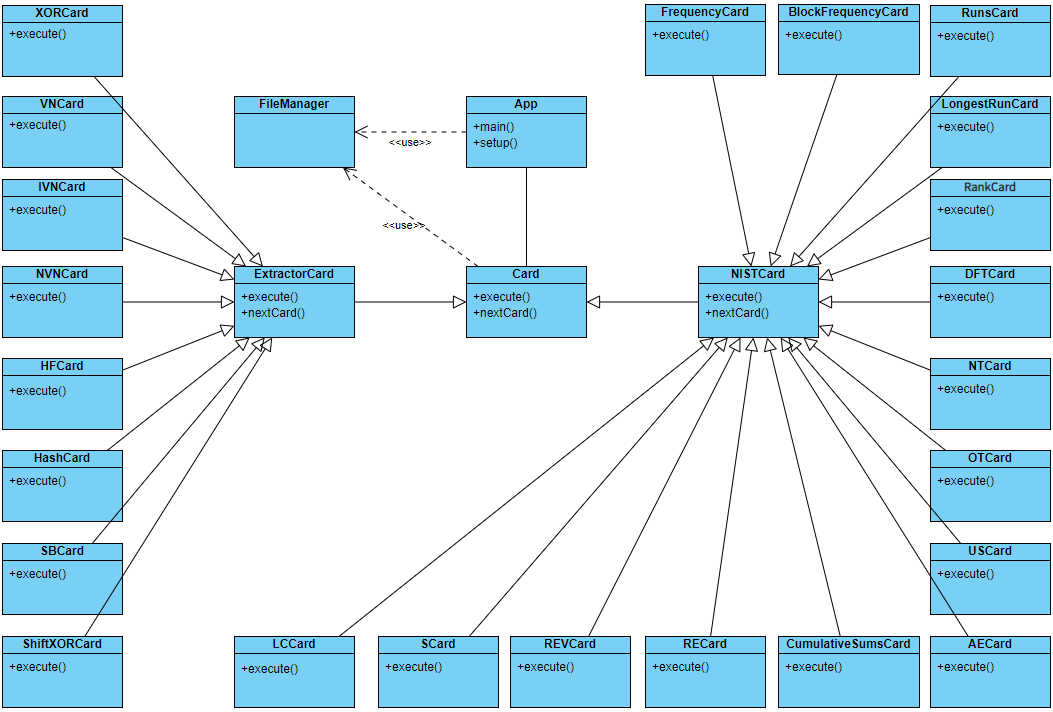 XORCard
+execute()
FrequencyCard
+execute()
BlockFrequencyCard
+execute()
RunsCard
+execute()
VNCard
+execute()
FileManager
App
+main()
+setup()
<<use>>
LongestRunCard
+execute()
IVNCard
+execute()
<<use>>
RankCard
+execute()
NVNCard
+execute()
ExtractorCard
+execute()
+nextCard()
Card
+execute()
+nextCard()
NISTCard
+execute()
+nextCard()
DFTCard
+execute()
HFCard
+execute()
NTCard
+execute()
HashCard
+execute()
OTCard
+execute()
SBCard
+execute()
USCard
+execute()
ShiftXORCard
+execute()
LCCard
+execute()
SCard
+execute()
REVCard
+execute()
RECard
+execute()
CumulativeSumsCard
+execute()
AECard
+execute()